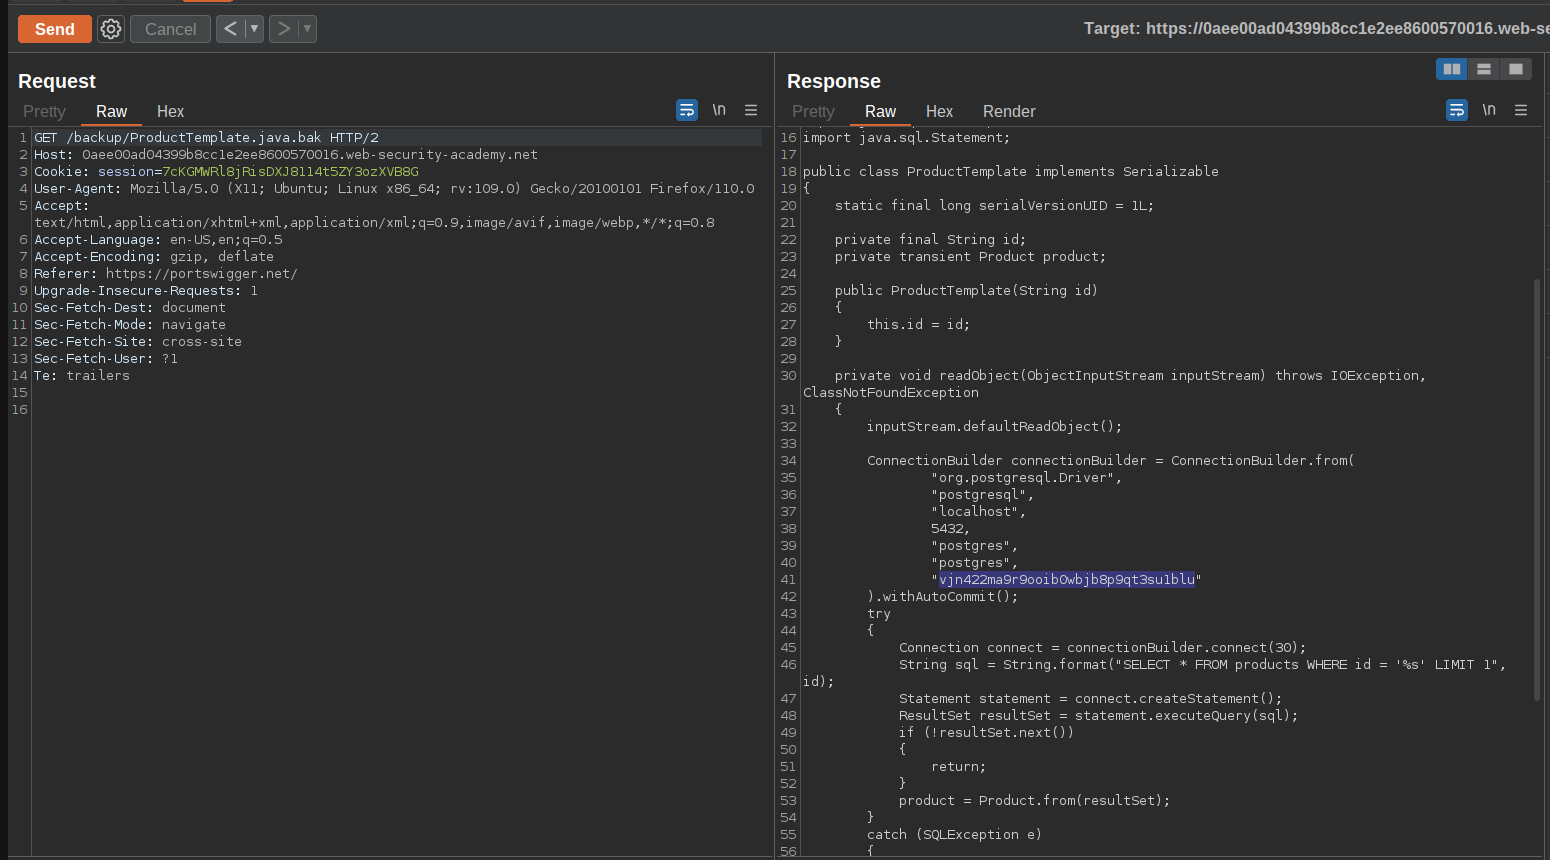 Send
Cancel
Target: https://0aee00ad04399b8cc1e2ee8600570016.web-se
Request
Pretty Raw Hex \n
1 GET /backup/ProductTemplate.java.bak HTTP/2
2 Host: 0aee00ad04399b8cc1e2ee8600570016.web-security-academy.net
3 Cookie: session=7cKGMWRl8jRisDXJ81l4t5ZY3ozXVB8G
4 User-Agent: Mozilla/5.0 (X11; Ubuntu; Linux x86_64; rv:109.0) Gecko/20100101 Firefox/110.0
5 Accept:
text/html,application/xhtml+xml,application/xml;q=0.9,image/avif,image/webp,*/*;q=0.8
6 Accept-Language: en-US,en;q=0.5
7 Accept-Encoding: gzip, deflate
8 Referer: https://portswigger.net/
9 Upgrade-Insecure-Requests: 1
10 Sec-Fetch-Dest: document
11 Sec-Fetch-Mode: navigate
12 Sec-Fetch-Site: cross-site
13 Sec-Fetch-User: ?1
14 Te: trailers
15
16
Response
Pretty Raw Hex Render \n
16 import java.sql.Statement;
17
18 public class ProductTemplate implements Serializable
19 {
20 static final long serialVersionUID = 1L;
21
22 private final String id;
23 private transient Product product;
24
25 public ProductTemplate(String id)
26 {
27 this.id = id;
28 }
29
30 private void readObject(ObjectInputStream inputStream) throws IOException,
ClassNotFoundException
31 {
32 inputStream.defaultReadObject();
33
34 ConnectionBuilder connectionBuilder = ConnectionBuilder.from(
35 "org.postgresql.Driver",
36 "postgresql",
37 "localhost",
38 5432,
39 "postgres",
40 "postgres",
41 "vjn422ma9r9ooib0wbjb8p9qt3su1blu"
42 ).withAutoCommit();
43 try
44 {
45 Connection connect = connectionBuilder.connect(30);
46 String sql = String.format("SELECT * FROM products WHERE id = '%s' LIMIT 1",
id);
47 Statement statement = connect.createStatement();
48 ResultSet resultSet = statement.executeQuery(sql);
49 if (!resultSet.next())
50 {
51 return;
52 }
53 product = Product.from(resultSet);
54 }
55 catch (SQLException e)
56 {